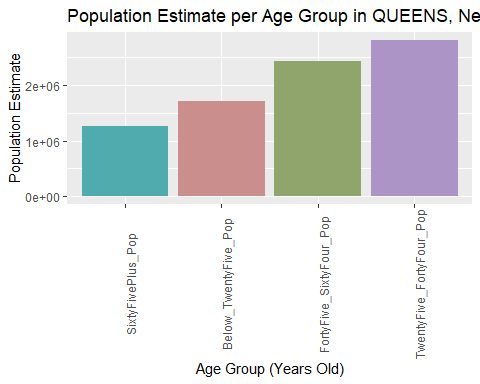 Population Estimate per Age Group in QUEENS, Ne
Population Estimate
2e+06
1e+06
0e+00
SixtyFivePlus_Pop
Below_TwentyFive_Pop
FortyFive_SixtyFour_Pop
TwentyFive_FortyFour_Pop
Age Group (Years Old)